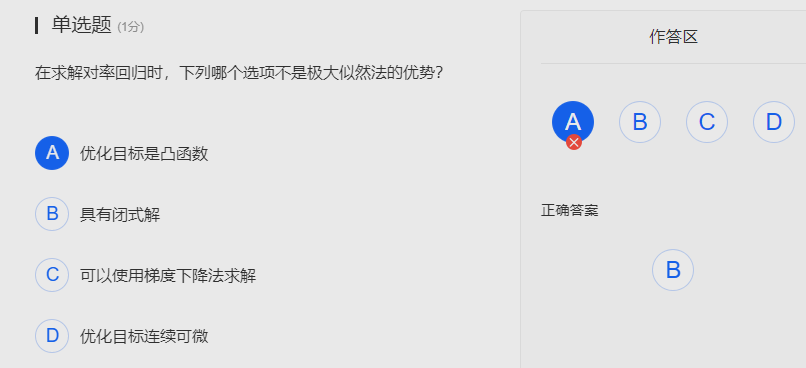 单选题 (1分)
在求解对率回归时，下列哪个选项不是极大似然法的优势?
A 优化目标是凸函数
B 具有闭式解
C 可以使用梯度下降法求解
D 优化目标连续可微
作答区
A B C D
正确答案
B